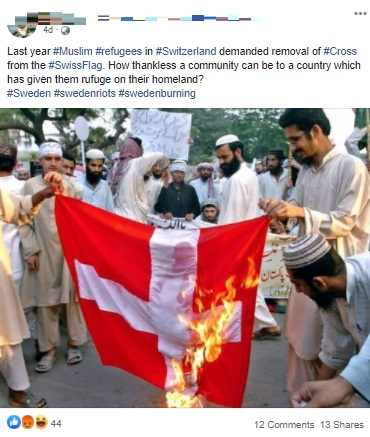 4d
Last year #Muslim #refugees in #Switzerland demanded removal of #Cross
from the #SwissFlag. How thankless a community can be to a country which
has given them rufuge on their homeland?
#Sweden #swedenriots #swedenburning
44
12 Comments 13 Shares